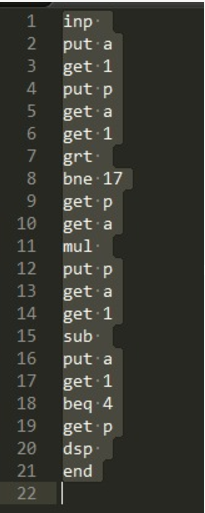 1 inp
2 put a
3 get 1
4 put p
5 get a
6 get 1
7 grt
8 bne 17
9 get p
10 get a
11 mul
12 put p
13 get a
14 get 1
15 sub
16 put a
17 get 1
18 beq 4
19 get p
20 dsp
21 end
22